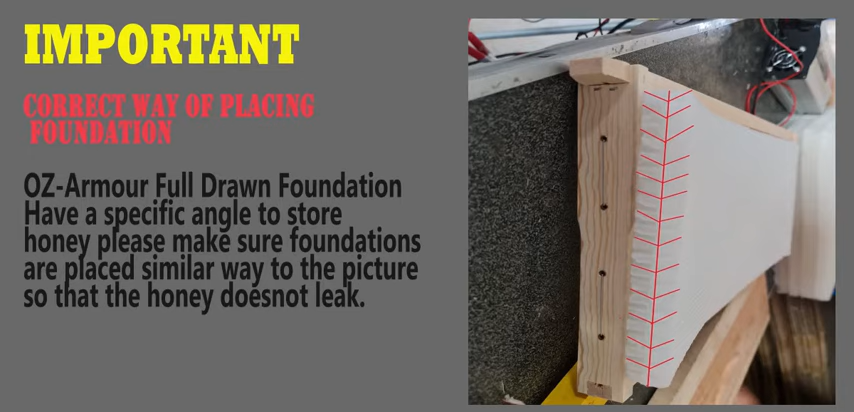 IMPORTANT
CORRECT WAY OF PLACING
FOUNDATION
OZ-Armour Full Drawn Foundation
Have a specific angle to store
honey please make sure foundations
are placed similar way to the picture
so that the honey doesnot leak.